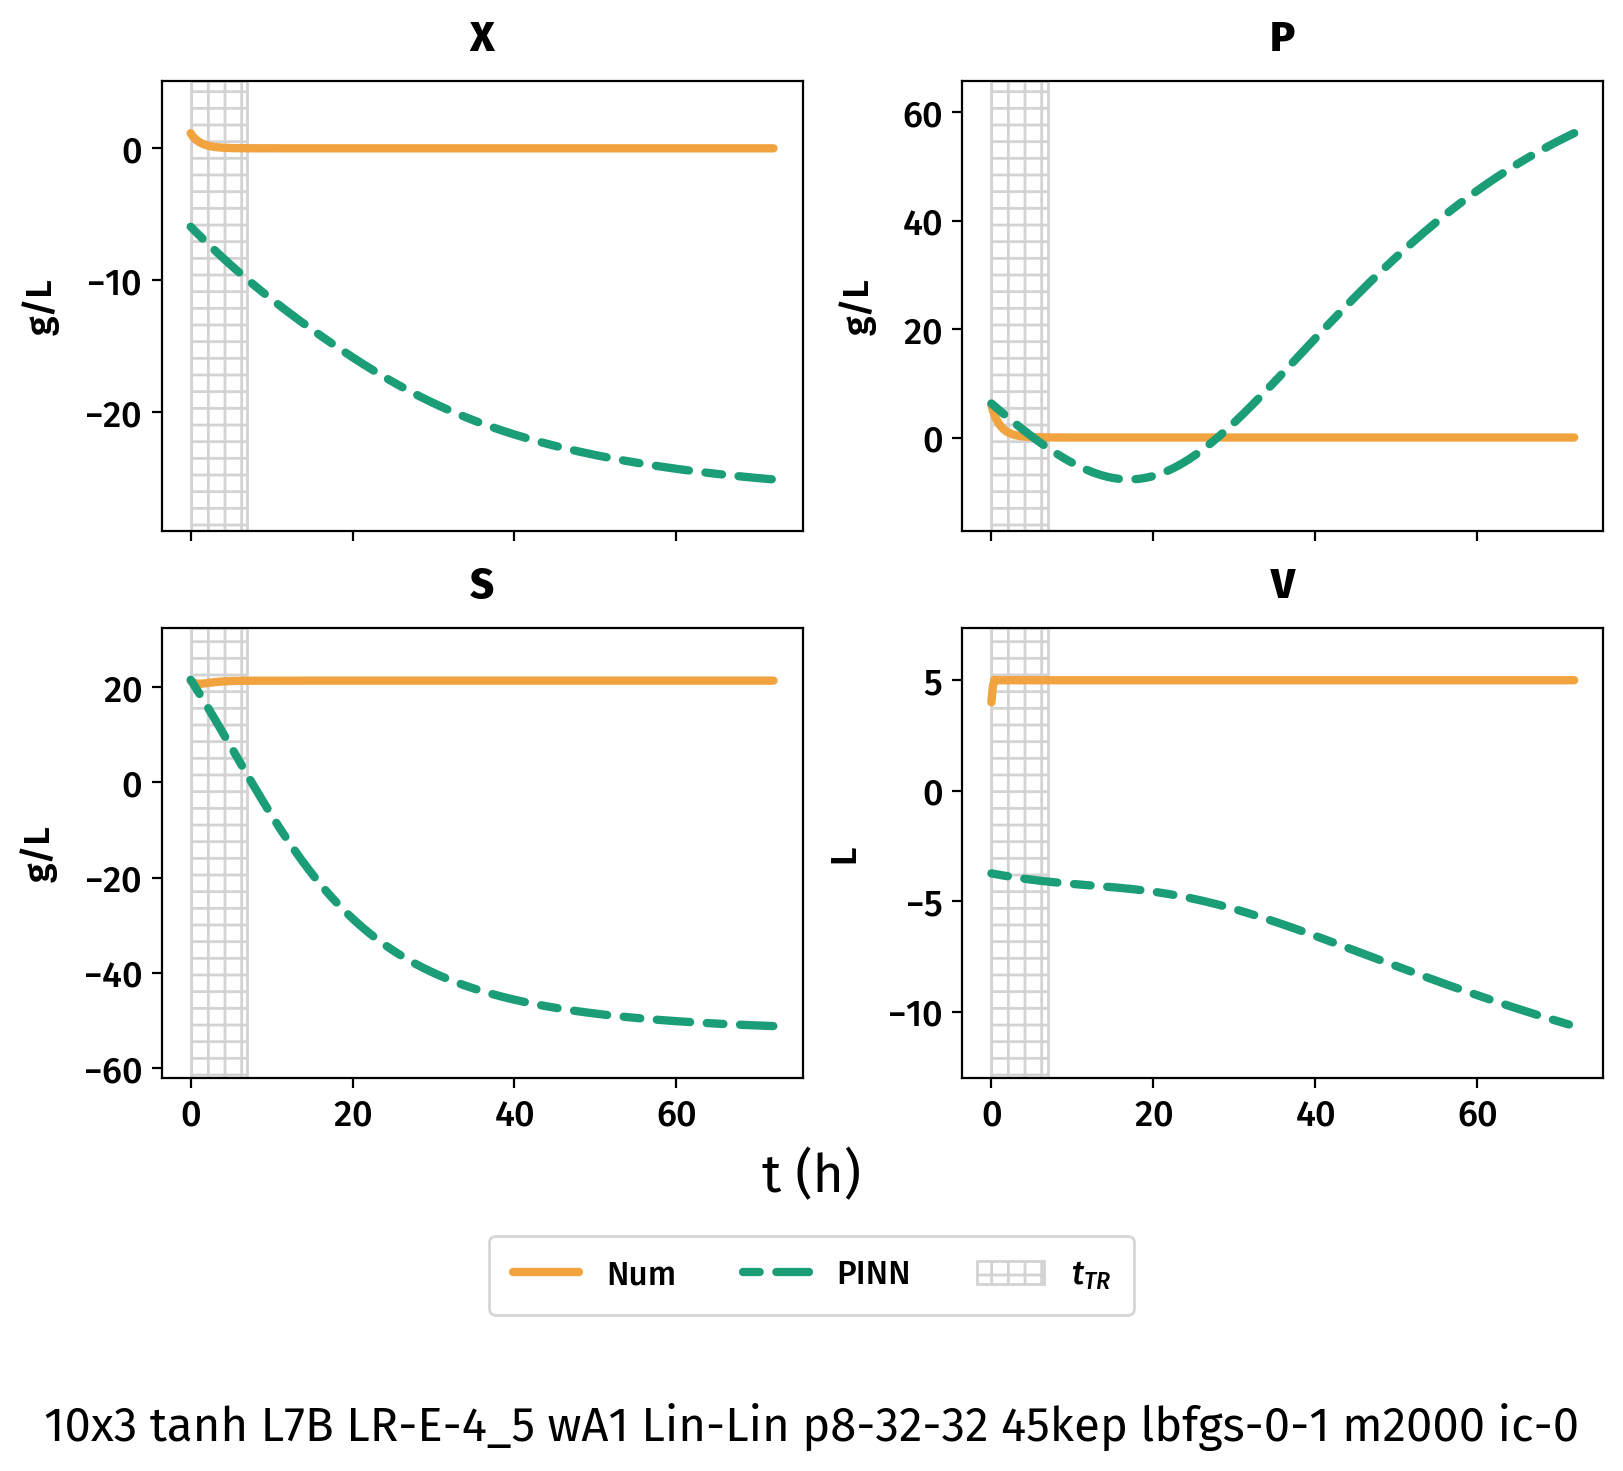 X
P
0
−10
−20
g/L
60
40
20
0
g/L
S
V
20
0
−20
−40
−60
g/L
5
0
−5
−10
L
0 20 40 60
0 20 40 60
t (h)
Num PINN t_TR
10x3 tanh L7B LR-E-4_5 wA1 Lin-Lin p8-32-32 45kep lbfgs-0-1 m2000 ic-0